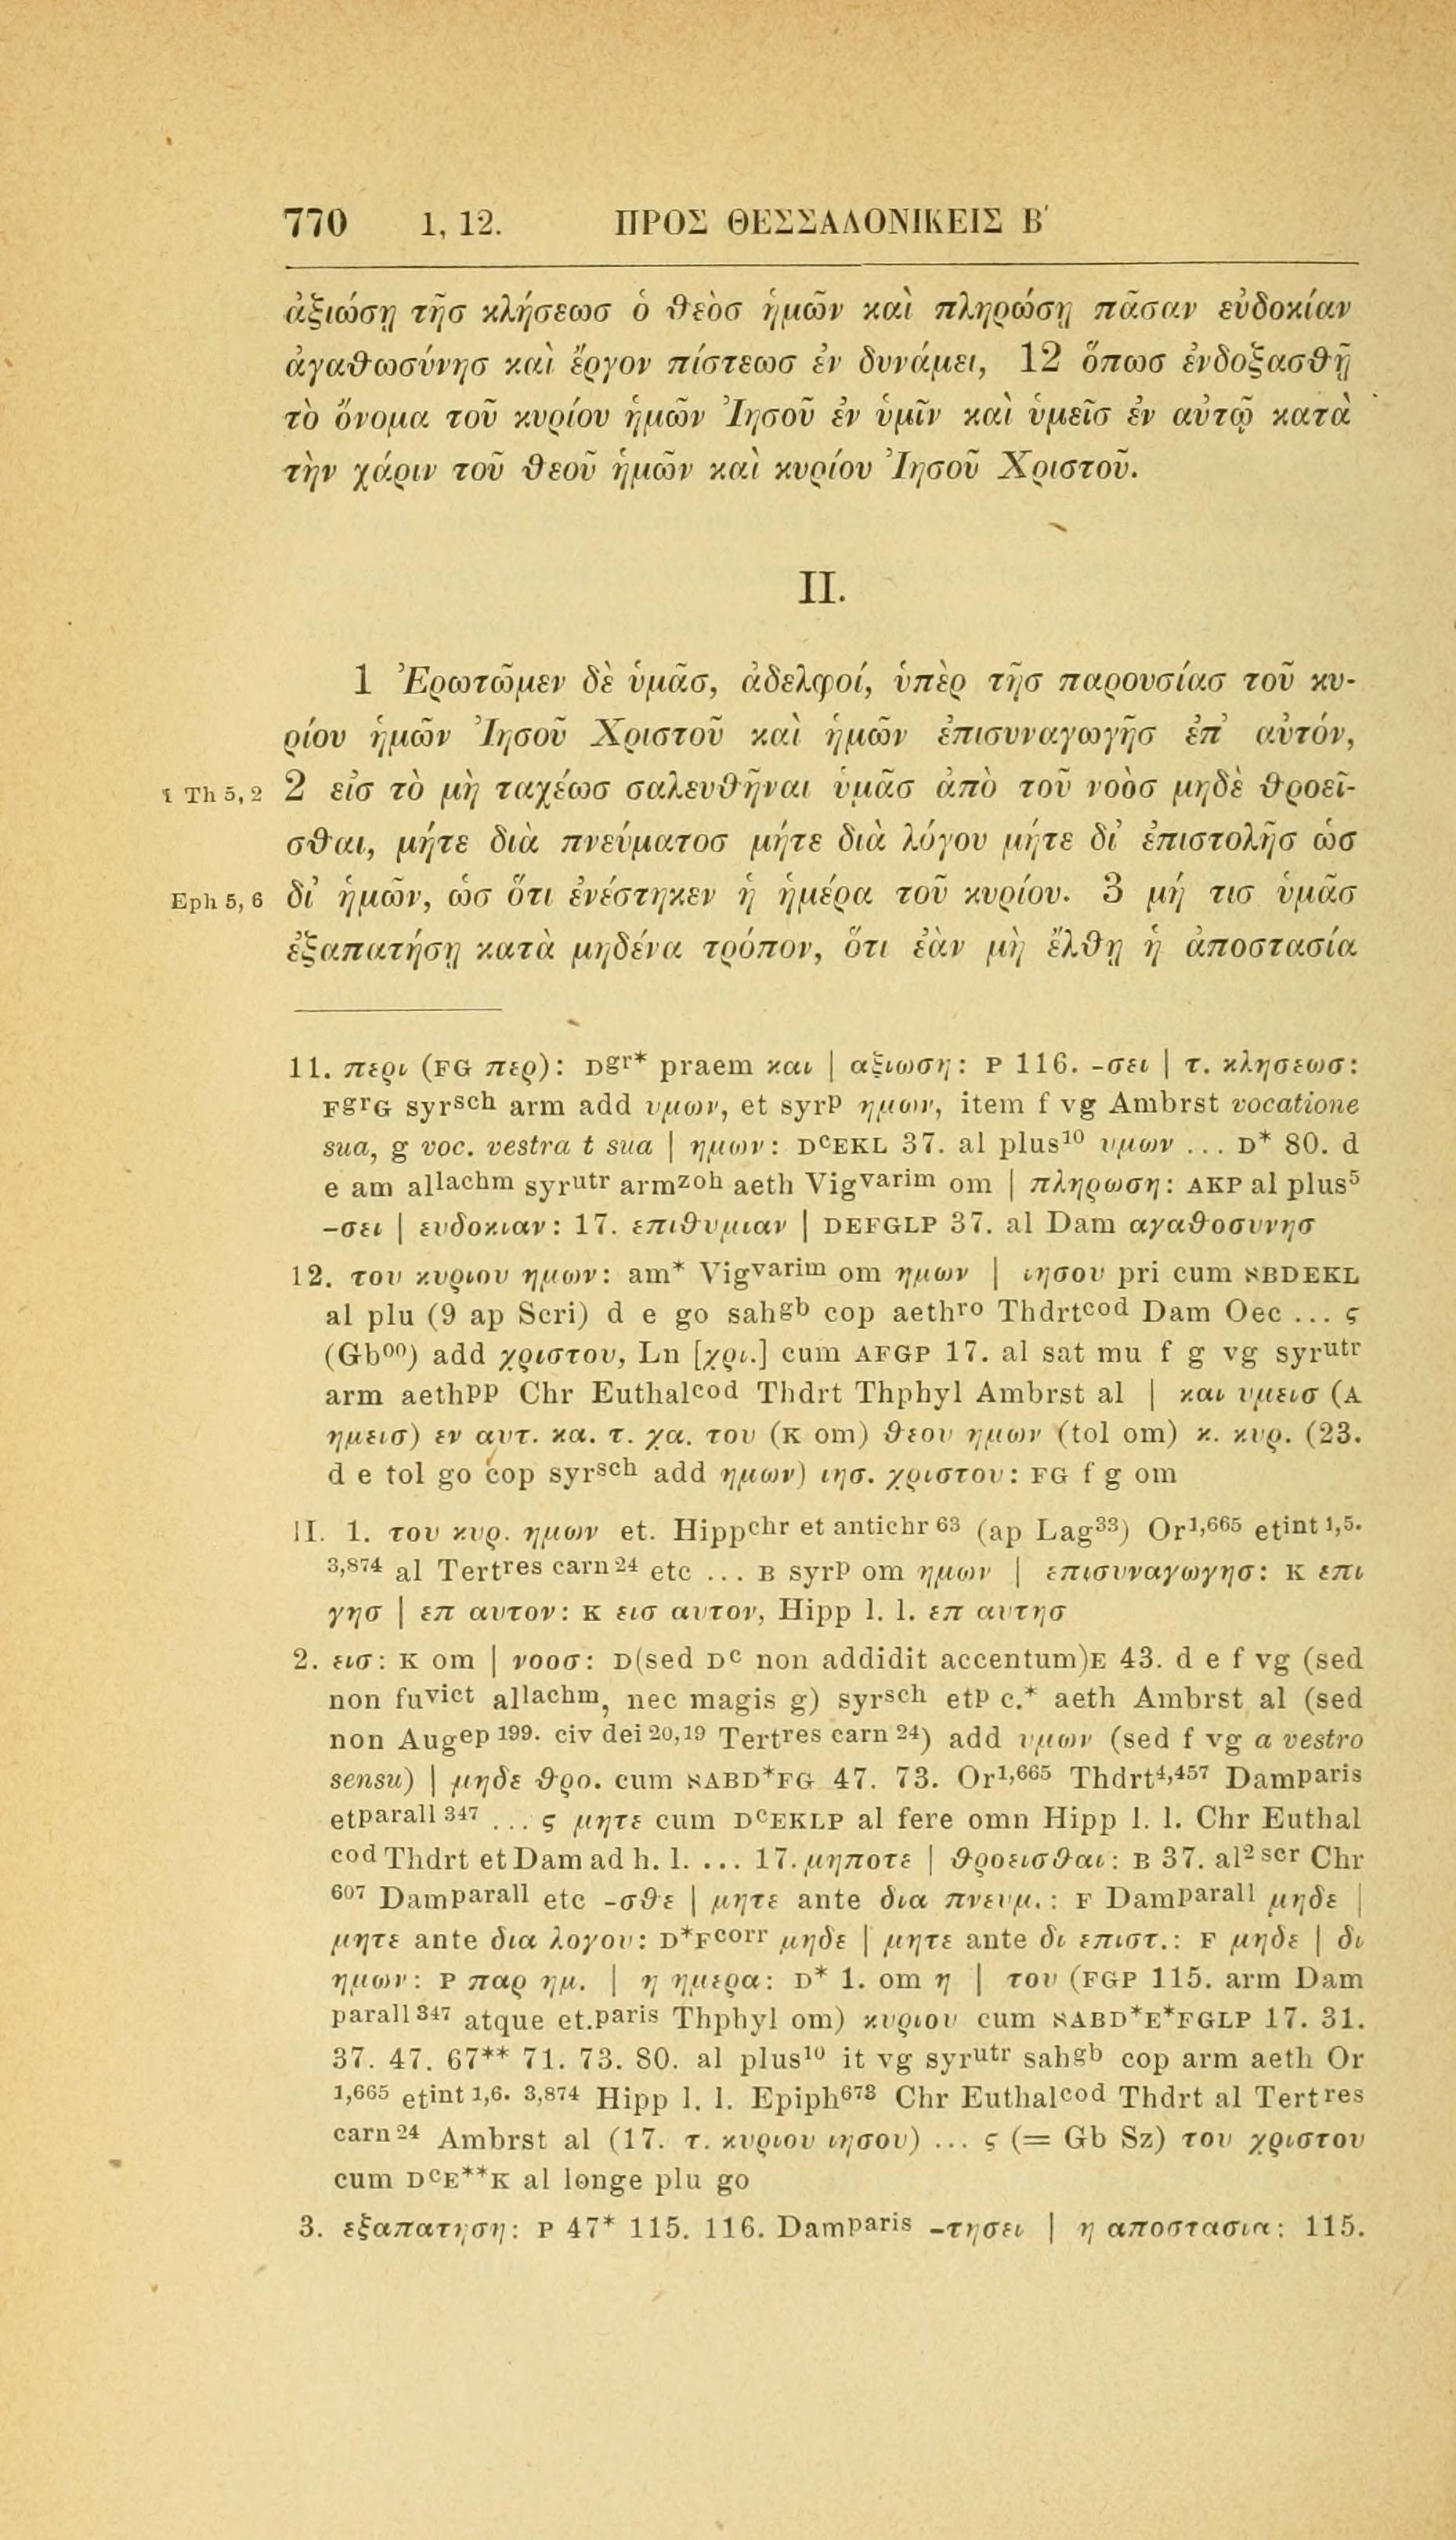 770 1, 12. ΠΡΟΣ ΘΕΣΣΑΛΟΝΙΚΕΙΣ Β΄
ἀξιώσῃ τῆσ κλήσεωσ ὁ θεὸσ ἡμῶν καὶ πληρώσῃ πᾶσαν εὐδοκίαν
ἀγαθωσύνησ καὶ ἔργον πίστεωσ ἐν δυνάμει, 12 ὅπωσ ἐνδοξασθῇ
τὸ ὄνομα τοῦ κυρίου ἡμῶν Ἰησοῦ ἐν ὑμῖν καὶ ὑμεῖσ ἐν αὐτῷ κατὰ
τὴν χάριν τοῦ θεοῦ ἡμῶν καὶ κυρίου Ἰησοῦ Χριστοῦ.
II.
1 Ἐρωτῶμεν δὲ ὑμᾶσ, ἀδελφοί, ὑπὲρ τῆσ παρουσίασ τοῦ κυ-
ρίου ἡμῶν Ἰησοῦ Χριστοῦ καὶ ἡμῶν ἐπισυναγωγῆσ ἐπ᾽ αὐτόν,
1 Th 5, 2 2 εἰσ τὸ μὴ ταχέωσ σαλευθῆναι ὑμᾶσ ἀπὸ τοῦ νοὸσ μηδὲ θροεῖ-
σθαι, μήτε διὰ πνεύματοσ μήτε διὰ λόγου μήτε δι᾽ ἐπιστολῆσ ὡσ
Eph 5, 6 δι᾽ ἡμῶν, ὡσ ὅτι ἐνέστηκεν ἡ ἡμέρα τοῦ κυρίου. 3 μή τισ ὑμᾶσ
ἐξαπατήσῃ κατὰ μηδένα τρόπον, ὅτι ἐὰν μὴ ἔλθῃ ἡ ἀποστασία
11. περι (FG περ): Dgr* praem και | αξιωση: P 116. -σει | τ. κλησεωσ:
FgrG syrsch arm add υμων, et syrp ημων, item f vg Ambrst vocatione
sua, g voc. vestra t sua | ημων: DcEKL 37. al plus10 υμων ... D* 80. d
e am allachm syrutr armzoh aeth Vigvarim om | πληρωση: AKP al plus5
-σει | ευδοκιαν: 17. επιθυμιαν | DEFGLP 37. al Dam αγαθοσυνησ
12. του κυριου ημων: am* Vigvarim om ημων | ιησου pri cum ℵBDEKL
al plu (9 ap Scri) d e go sahgb cop aethro Thdrtcod Dam Oec ... ς
(Gb00) add χριστου, Ln [χρι.] cum AFGP 17. al sat mu f g vg syrutr
arm aethpp Chr Euthalcod Thdrt Thphyl Ambrst al | και υμεισ (A
ημεισ) εν αυτ. κα. τ. χα. του (K om) θεου ημων (tol om) κ. κυρ. (23.
d e tol go cop syrsch add ημων) ιησ. χριστου: FG f g om
II. 1. του κυρ. ημων et. Hippchr et antichr 63 (ap Lag33) Or1,665 etint 1,5.
3,874 al Tertres carn 24 etc ... B syrp om ημων | επισυναγωγησ: K επι
γησ | επ αυτον: K εισ αυτον, Hipp l. l. επ αυτησ
2. εισ: K om | νοοσ: D(sed Dc non addidit accentum)E 43. d e f vg (sed
non fuvict allachm, nec magis g) syrsch etp c.* aeth Ambrst al (sed
non Augep 199. civ dei 20,19 Tertres carn 24) add υμων (sed f vg a vestro
sensu) | μηδε θρο. cum ℵABD*FG 47. 73. Or1,665 Thdrt4,457 Damparis
etparall 347 ... ς μητε cum DcEKLP al fere omn Hipp l. l. Chr Euthal
cod Thdrt et Dam ad h. l. ... 17. μηποτε | θροεισθαι: B 37. al2 scr Chr
607 Damparall etc -σθε | μητε ante δια πνευμ.: F Damparall μηδε |
μητε ante δια λογου: D*Fcorr μηδε | μητε ante δι επιστ.: F μηδε | δι
ημων: P παρ ημ. | η ημερα: D* 1. om η | του (FGP 115. arm Dam
parall 347 atque et.paris Thphyl om) κυριου cum ℵABD*E*FGLP 17. 31.
37. 47. 67** 71. 73. 80. al plus10 it vg syrutr sahgb cop arm aeth Or
1,665 etint 1,6. 3,874 Hipp l. l. Epiph673 Chr Euthalcod Thdrt al Tertres
carn 24 Ambrst al (17. τ. κυριου ιησου) ... ς (= Gb Sz) του χριστου
cum DcE**K al longe plu go
3. εξαπατηση: P 47* 115. 116. Damparis -τησει | η αποστασια: 115.